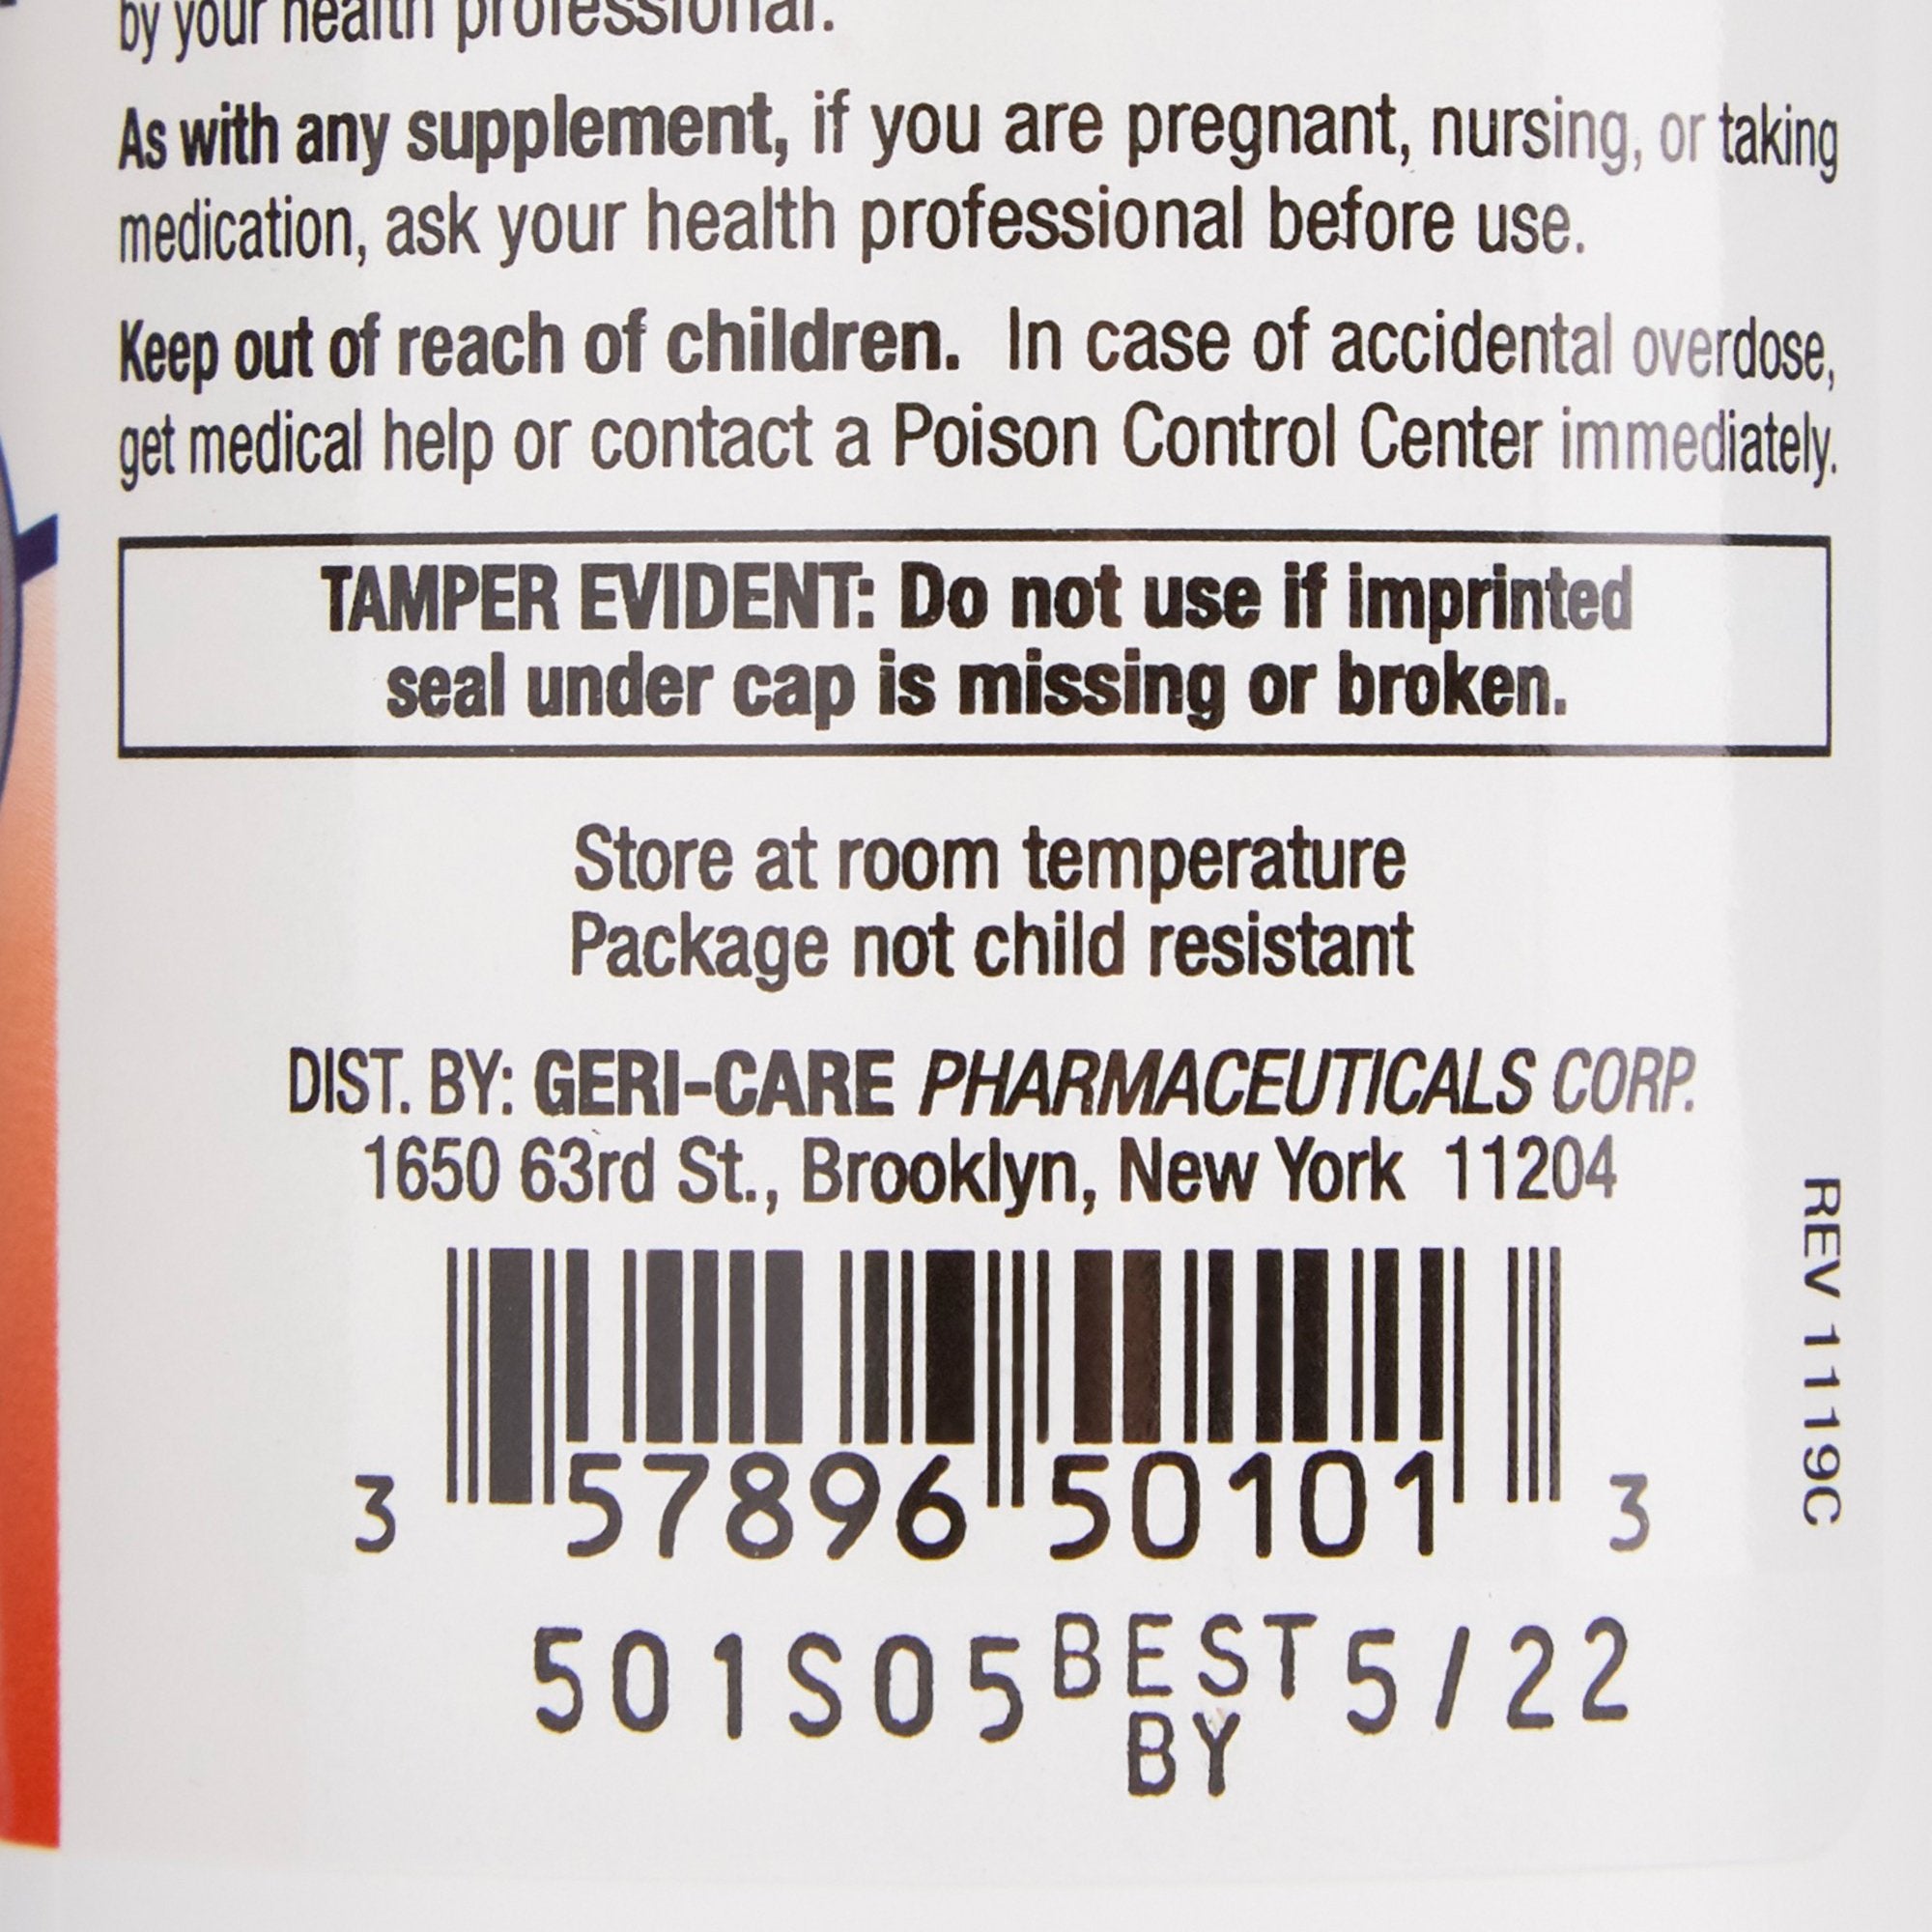 by your health professional.
As with any supplement, if you are pregnant, nursing, or taking
medication, ask your health professional before use.
Keep out of reach of children. In case of accidental overdose,
get medical help or contact a Poison Control Center immediately.
TAMPER EVIDENT: Do not use if imprinted
seal under cap is missing or broken.
Store at room temperature
Package not child resistant
DIST. BY: GERI-CARE PHARMACEUTICALS CORP.
1650 63rd St., Brooklyn, New York 11204
3 57896 50101 3
REV 1119C
501S05 BEST 5/22
BY